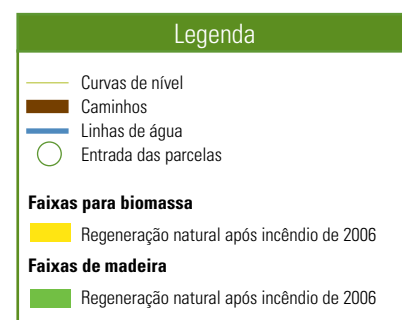 Legenda
Curvas de nível
Caminhos
Linhas de água
Entrada das parcelas
Faixas para biomassa
Regeneração natural após incêndio de 2006
Faixas de madeira
Regeneração natural após incêndio de 2006